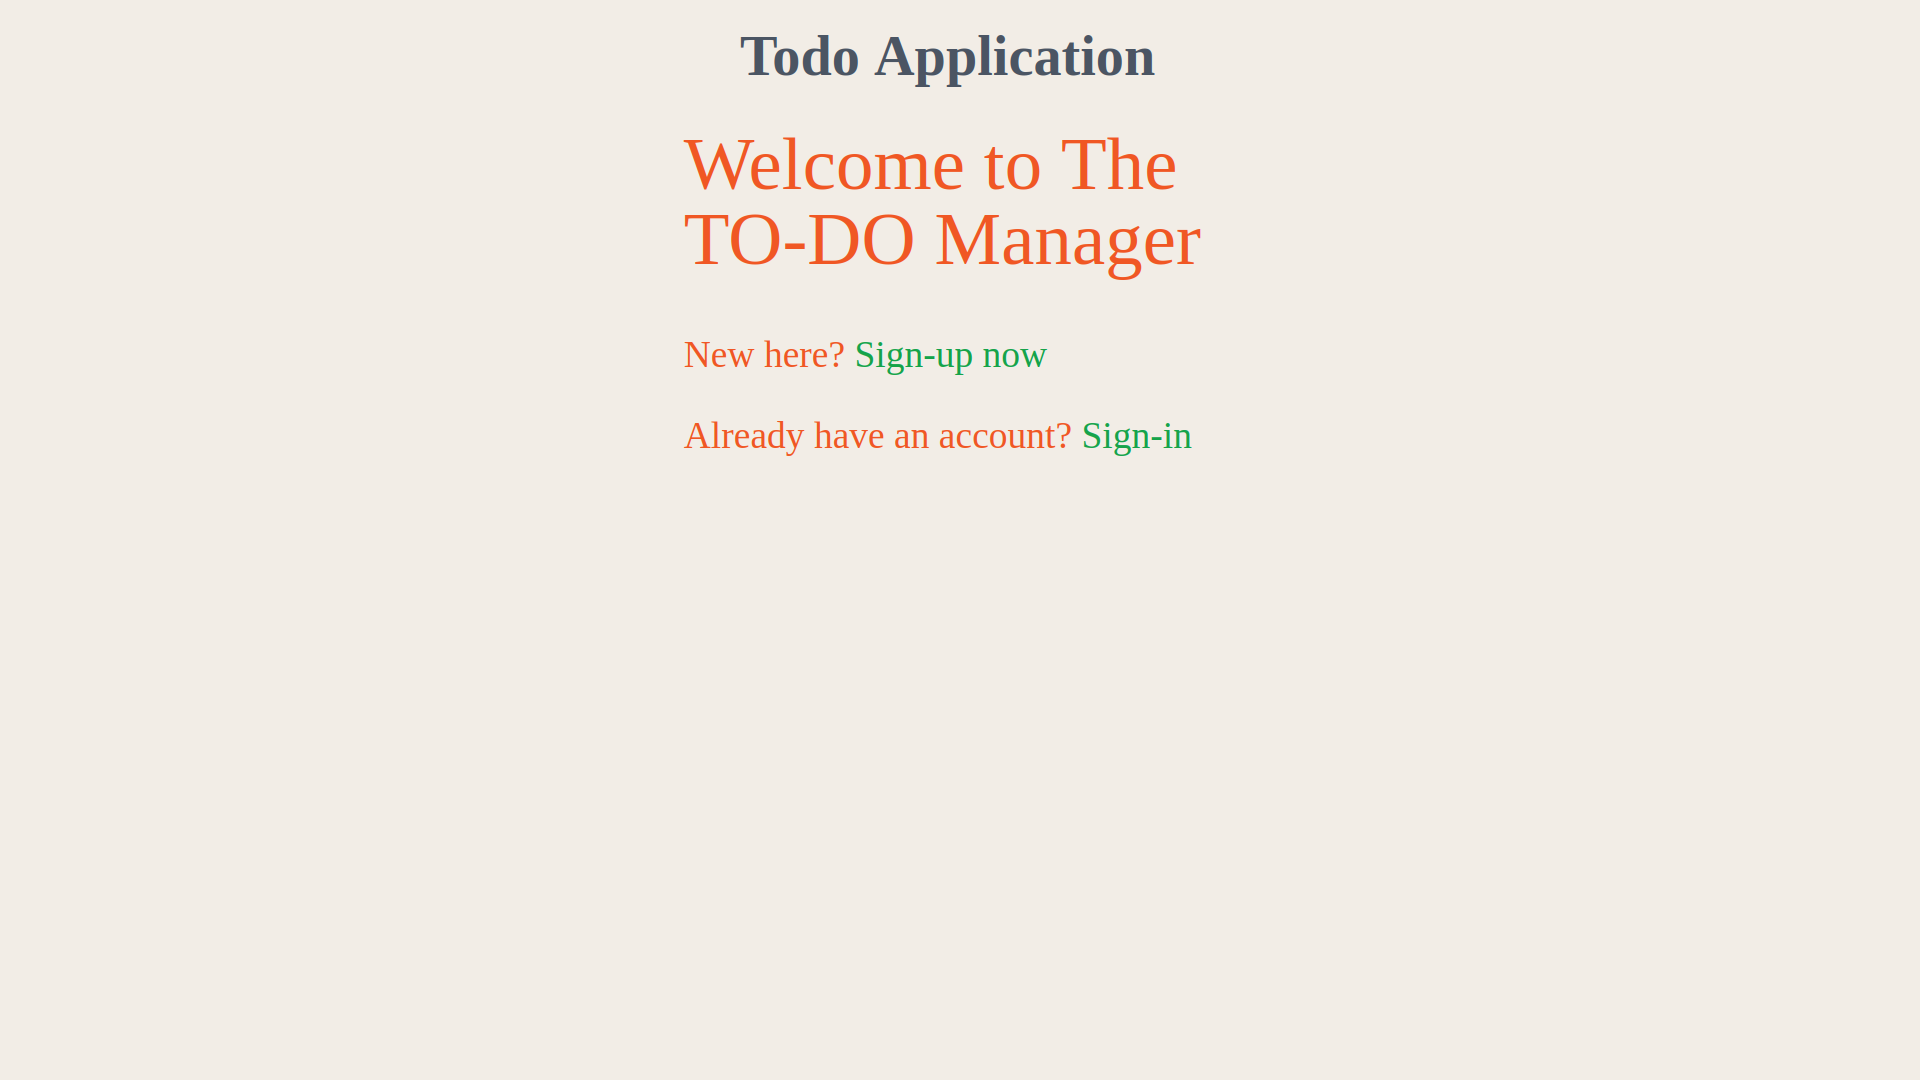 Todo Application
Welcome to The
TO-DO Manager
New here? Sign-up now
Already have an account? Sign-in